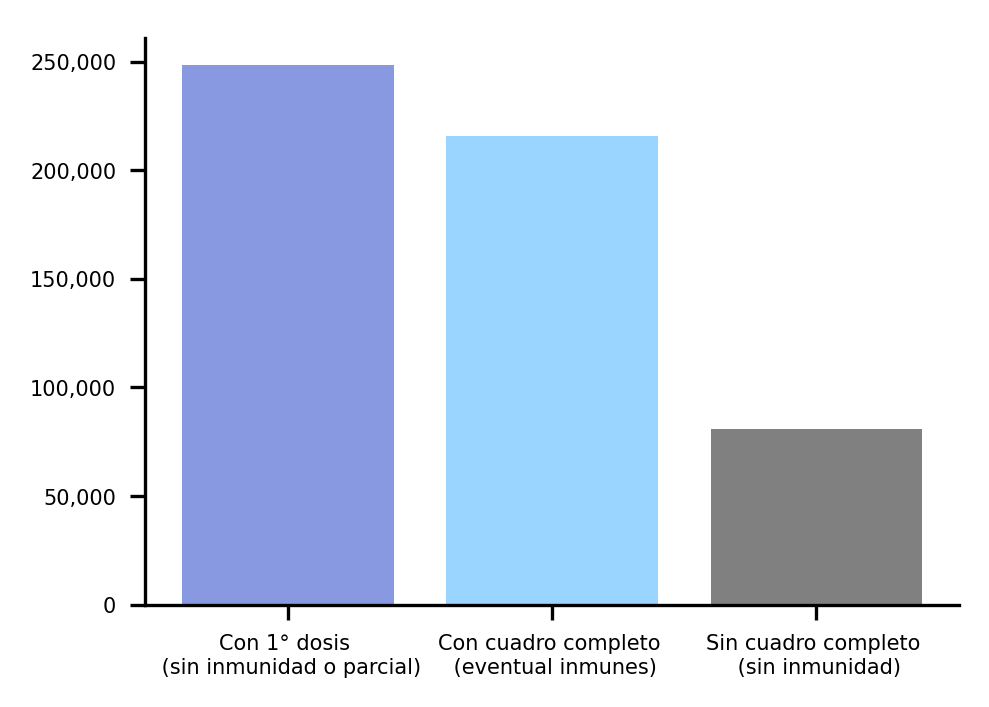 250,000
200,000
150,000
100,000
50,000
0
Con 1° dosis
(sin inmunidad o parcial)
Con cuadro completo
(eventual inmunes)
Sin cuadro completo
(sin inmunidad)